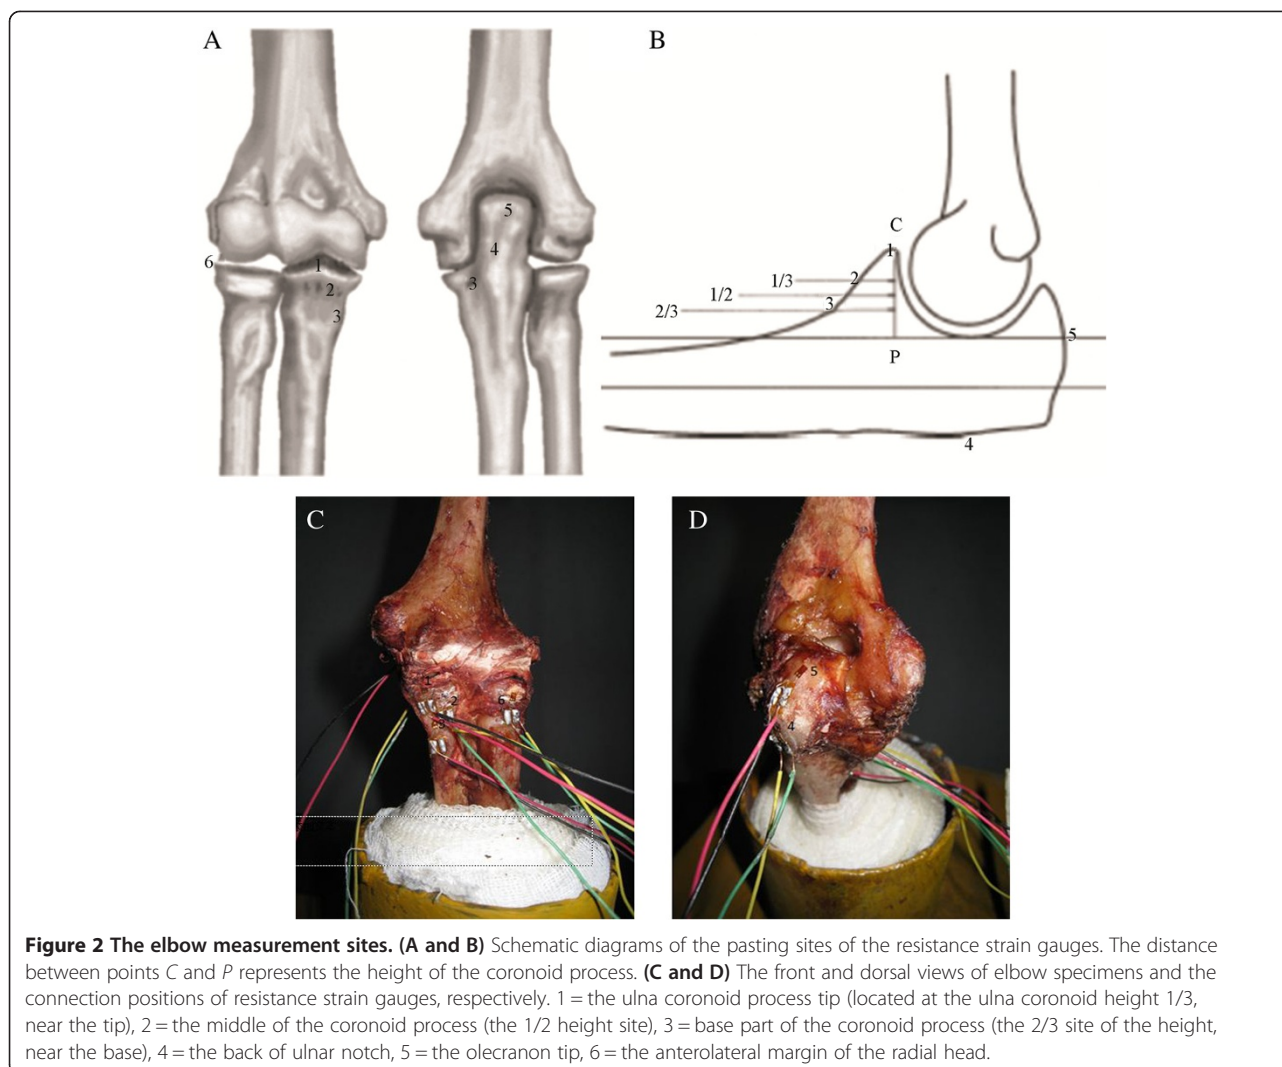 A
B
5
4
6
1
2
3
3
C
1
2
1/3
1/2
3
2/3
5
P
4
C
D
1
2
6
3
5
4
Figure 2 The elbow measurement sites. (A and B) Schematic diagrams of the pasting sites of the resistance strain gauges. The distance
between points C and P represents the height of the coronoid process. (C and D) The front and dorsal views of elbow specimens and the
connection positions of resistance strain gauges, respectively. 1 = the ulna coronoid process tip (located at the ulna coronoid height 1/3,
near the tip), 2 = the middle of the coronoid process (the 1/2 height site), 3 = base part of the coronoid process (the 2/3 site of the height,
near the base), 4 = the back of ulnar notch, 5 = the olecranon tip, 6 = the anterolateral margin of the radial head.